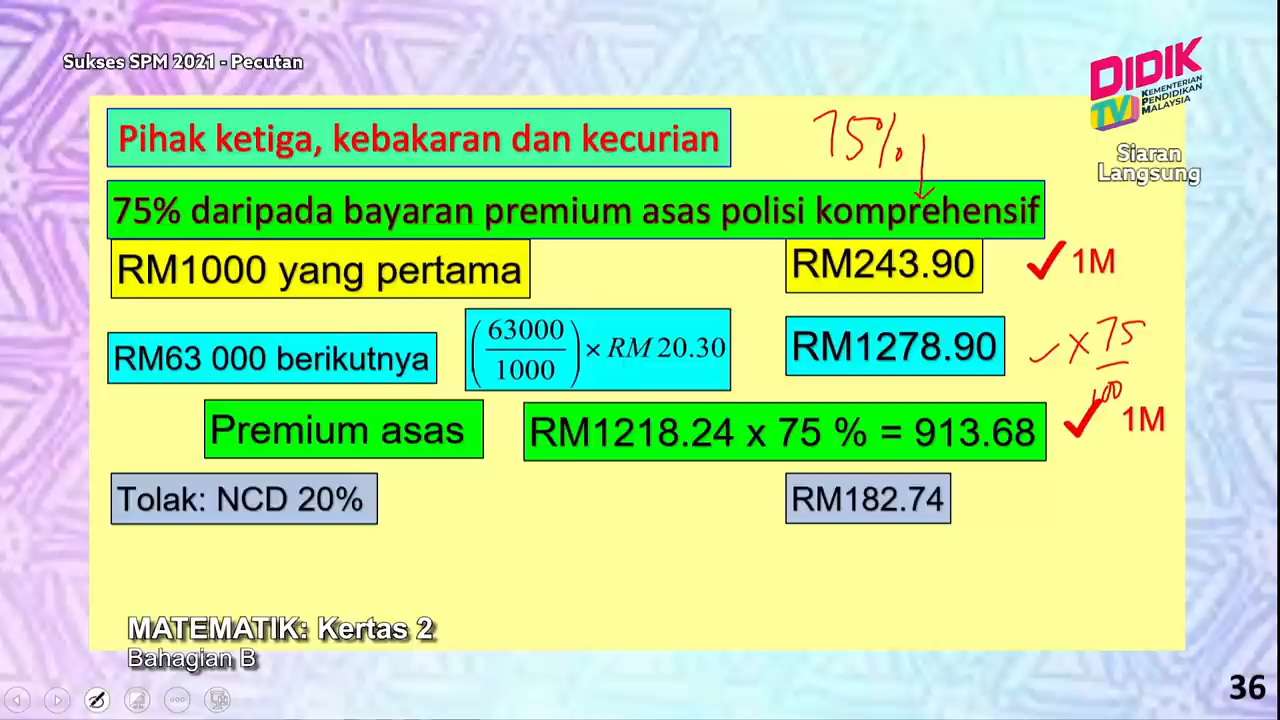 Sukses SPM 2021 - Pecutan
DIDIK
TV
KEMENTERIAN
PENDIDIKAN
MALAYSIA
Siaran
Langsung
Pihak ketiga, kebakaran dan kecurian
75%
75% daripada bayaran premium asas polisi komprehensif
RM1000 yang pertama RM243.90 ✓ 1M
RM63 000 berikutnya (63000/1000) × RM 20.30 RM1278.90 ✓ × 75/100
Premium asas RM1218.24 x 75 % = 913.68 ✓ 1M
Tolak: NCD 20% RM182.74
MATEMATIK: Kertas 2
Bahagian B
36